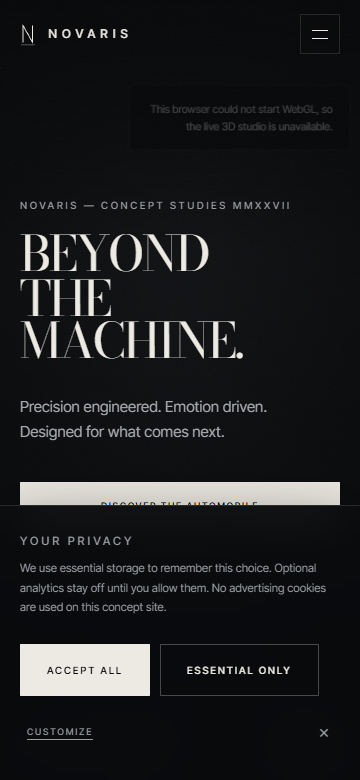 N NOVARIS
This browser could not start WebGL, so
the live 3D studio is unavailable.
NOVARIS — CONCEPT STUDIES MMXXVII
BEYOND
THE
MACHINE.
Precision engineered. Emotion driven.
Designed for what comes next.
DISCOVER THE AUTOMOBILE
YOUR PRIVACY
We use essential storage to remember this choice. Optional
analytics stay off until you allow them. No advertising cookies
are used on this concept site.
ACCEPT ALL ESSENTIAL ONLY
CUSTOMIZE ×